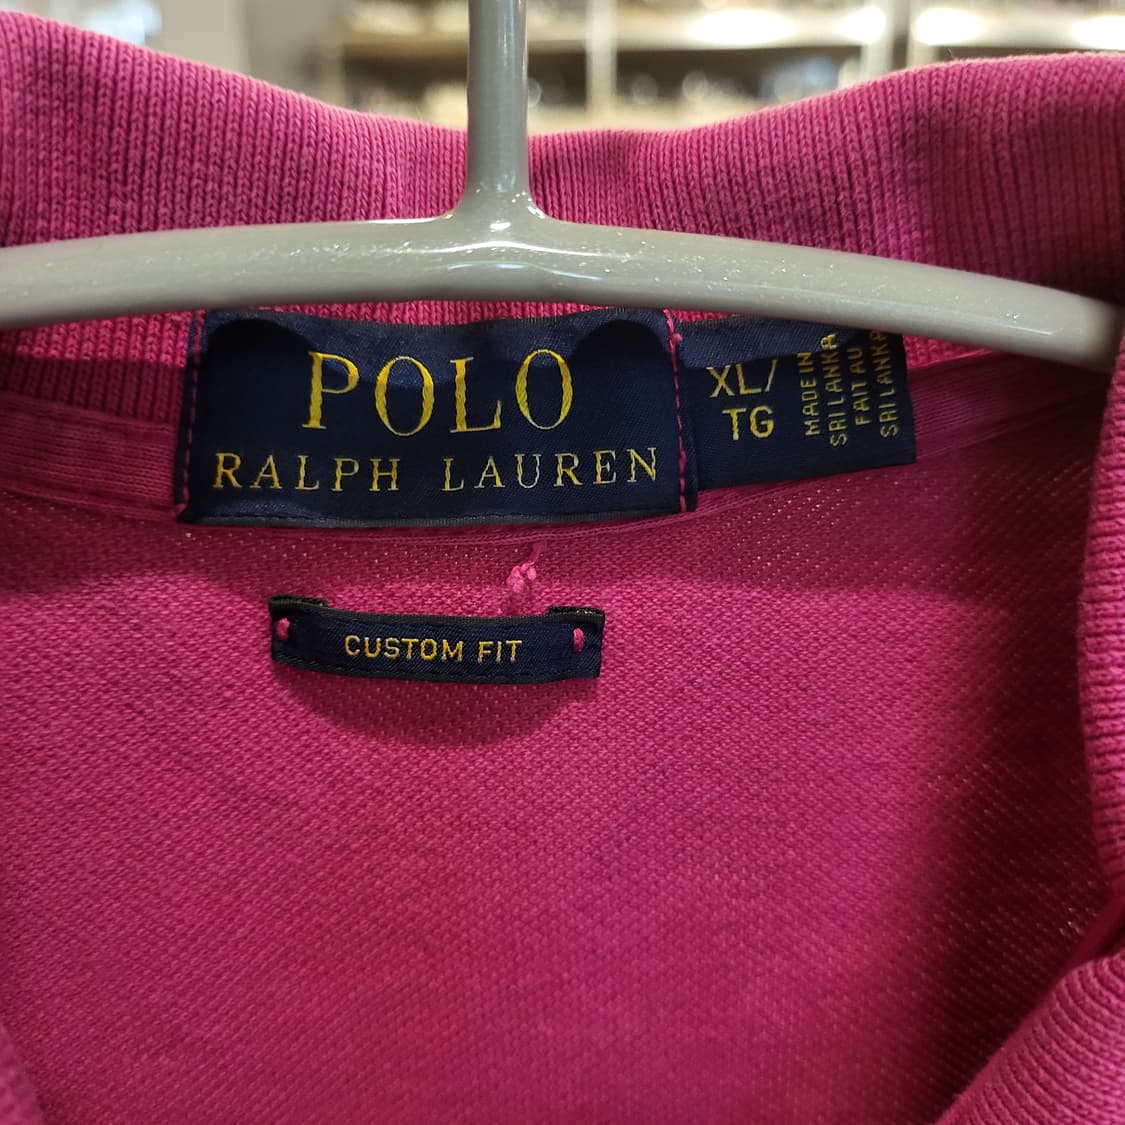 POLO
RALPH LAUREN
XL/
TG
MADE IN
SRI LANKA
FAIT AU
SRI LANKA
CUSTOM FIT